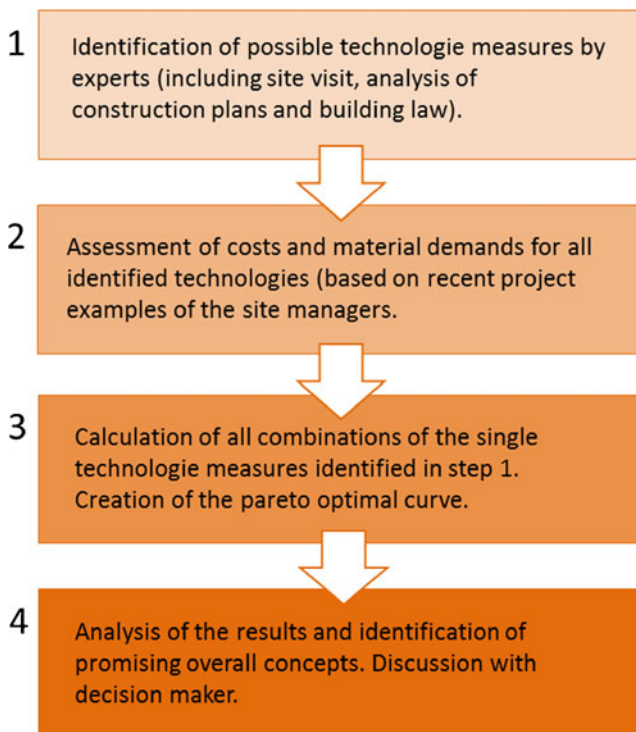 1
Identification of possible technologie measures by
experts (including site visit, analysis of
construction plans and building law).
2
Assessment of costs and material demands for all
identified technologies (based on recent project
examples of the site managers.
3
Calculation of all combinations of the single
technologie measures identified in step 1.
Creation of the pareto optimal curve.
4
Analysis of the results and identification of
promising overall concepts. Discussion with
decision maker.